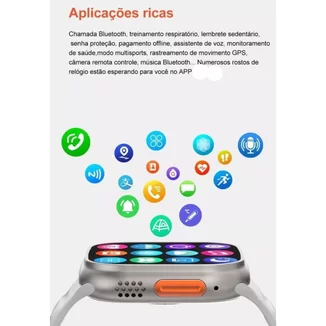 Aplicações ricas
Chamada Bluetooth, treinamento respiratório, lembrete sedentário,
senha proteção, pagamento offline, assistente de voz, monitoramento
de saúde,modo multisports, rastreamento de movimento GPS,
câmera remota controle, música Bluetooth... Numerosos rostos de
relógio estão esperando para você no APP